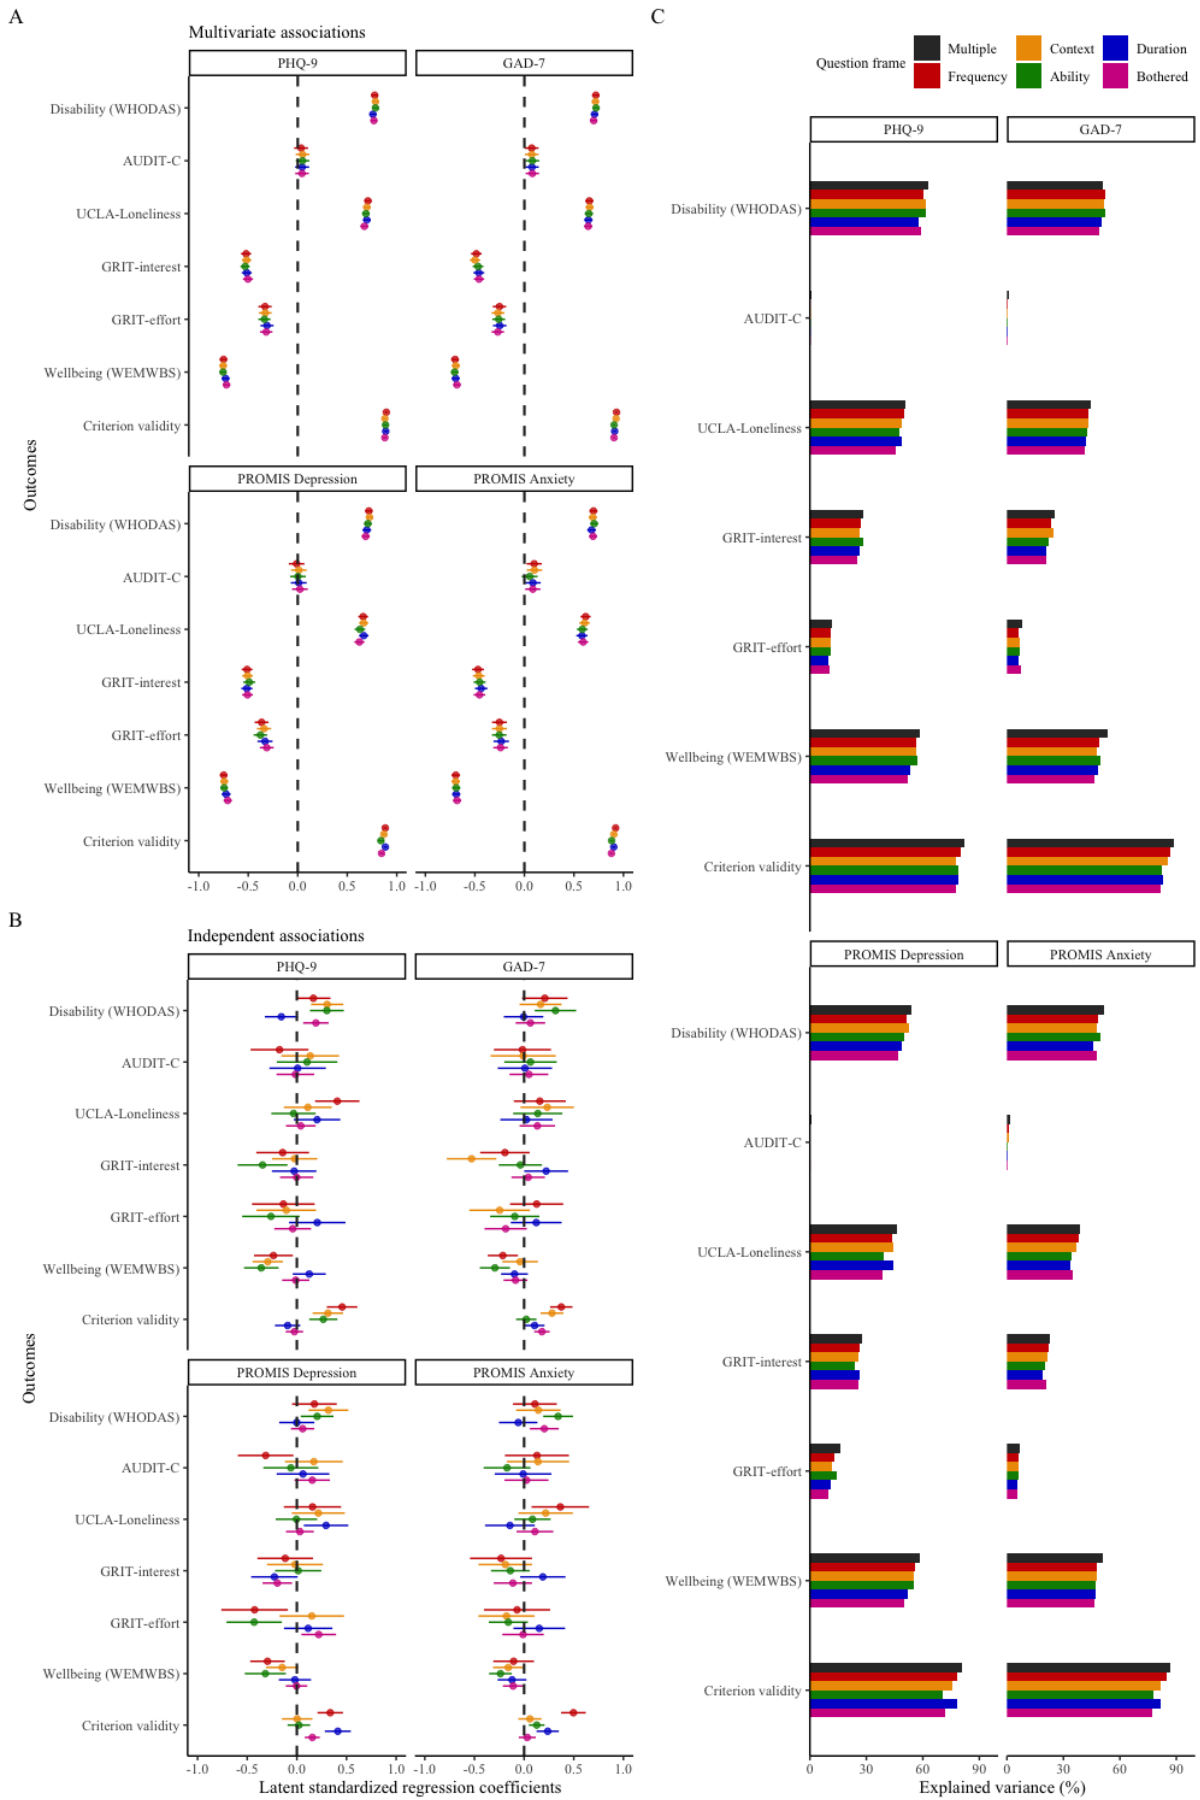 A
Multivariate associations
PHQ-9
GAD-7
Disability (WHODAS)
AUDIT-C
UCLA-Loneliness
GRIT-interest
GRIT-effort
Wellbeing (WEMWBS)
Criterion validity
PROMIS Depression
PROMIS Anxiety
Disability (WHODAS)
AUDIT-C
UCLA-Loneliness
GRIT-interest
GRIT-effort
Wellbeing (WEMWBS)
Criterion validity
Outcomes
-1.0 -0.5 0.0 0.5 1.0
-1.0 -0.5 0.0 0.5 1.0
B
Independent associations
PHQ-9
GAD-7
Disability (WHODAS)
AUDIT-C
UCLA-Loneliness
GRIT-interest
GRIT-effort
Wellbeing (WEMWBS)
Criterion validity
PROMIS Depression
PROMIS Anxiety
Disability (WHODAS)
AUDIT-C
UCLA-Loneliness
GRIT-interest
GRIT-effort
Wellbeing (WEMWBS)
Criterion validity
Outcomes
-1.0 -0.5 0.0 0.5 1.0
-1.0 -0.5 0.0 0.5 1.0
Latent standardized regression coefficients
C
Question frame
Multiple
Context
Duration
Frequency
Ability
Bothered
PHQ-9
GAD-7
Disability (WHODAS)
AUDIT-C
UCLA-Loneliness
GRIT-interest
GRIT-effort
Wellbeing (WEMWBS)
Criterion validity
PROMIS Depression
PROMIS Anxiety
Disability (WHODAS)
AUDIT-C
UCLA-Loneliness
GRIT-interest
GRIT-effort
Wellbeing (WEMWBS)
Criterion validity
0 30 60 90
0 30 60 90
Explained variance (%)